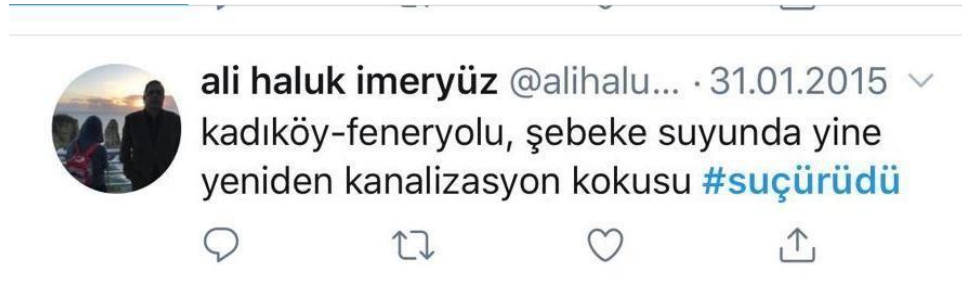 ali haluk imeryüz @alihalu... · 31.01.2015
kadıköy-feneryolu, şebeke suyunda yine
yeniden kanalizasyon kokusu #suçürüdü